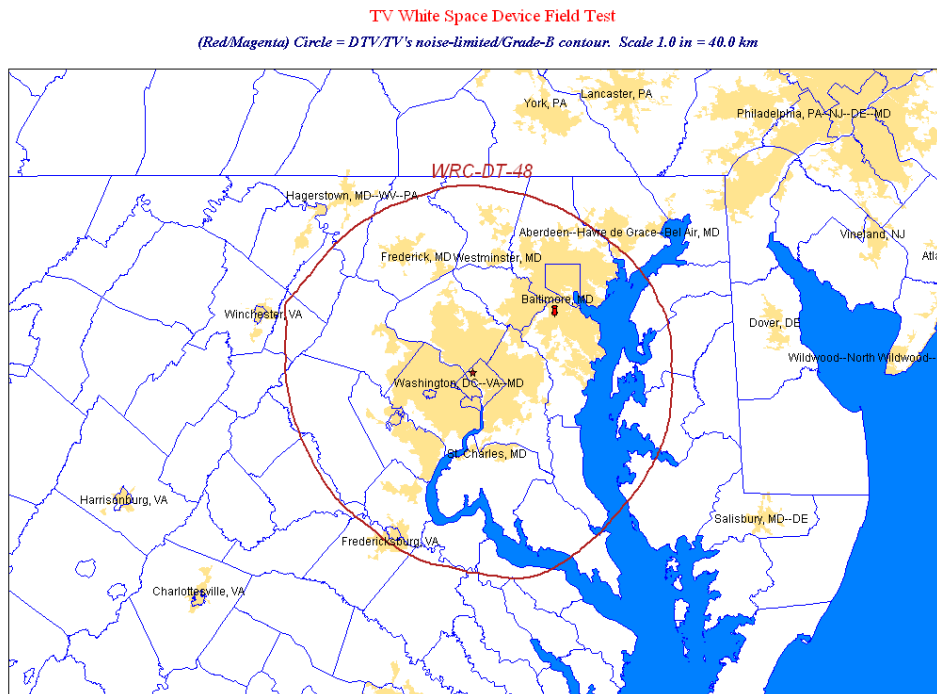 TV White Space Device Field Test
(Red/Magenta) Circle = DTV/TV's noise-limited/Grade-B contour. Scale 1.0 in = 40.0 km
Lancaster, PA
York, PA
Philadelphia, PA--NJ--DE--MD
WRC-DT-48
Hagerstown, MD--WV--PA
Aberdeen--Havre de Grace--Bel Air, MD
Vineland, NJ
Frederick, MD
Westminster, MD
Atla
Baltimore, MD
Winchester, VA
Dover, DE
Wildwood--North Wildwood--
Washington, DC--VA--MD
St. Charles, MD
Harrisonburg, VA
Salisbury, MD--DE
Fredericksburg, VA
Charlottesville, VA